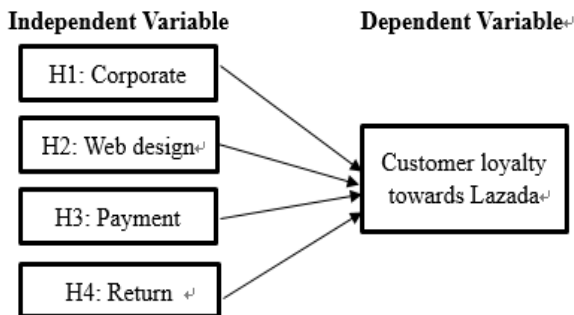 Independent Variable
Dependent Variable
H1: Corporate
H2: Web design
H3: Payment
H4: Return
Customer loyalty
towards Lazada